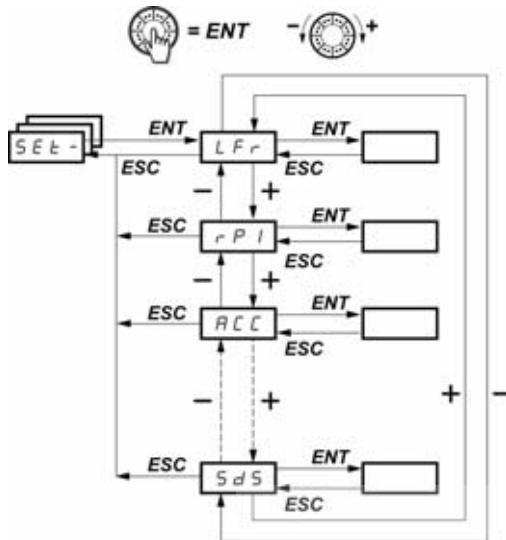 = ENT
- +
SEt-
ENT
LFr
ENT
ESC
ESC
- +
ESC
rPI
ENT
ESC
- +
ESC
ACC
ENT
ESC
- +
+ -
ESC
SdS
ENT
ESC